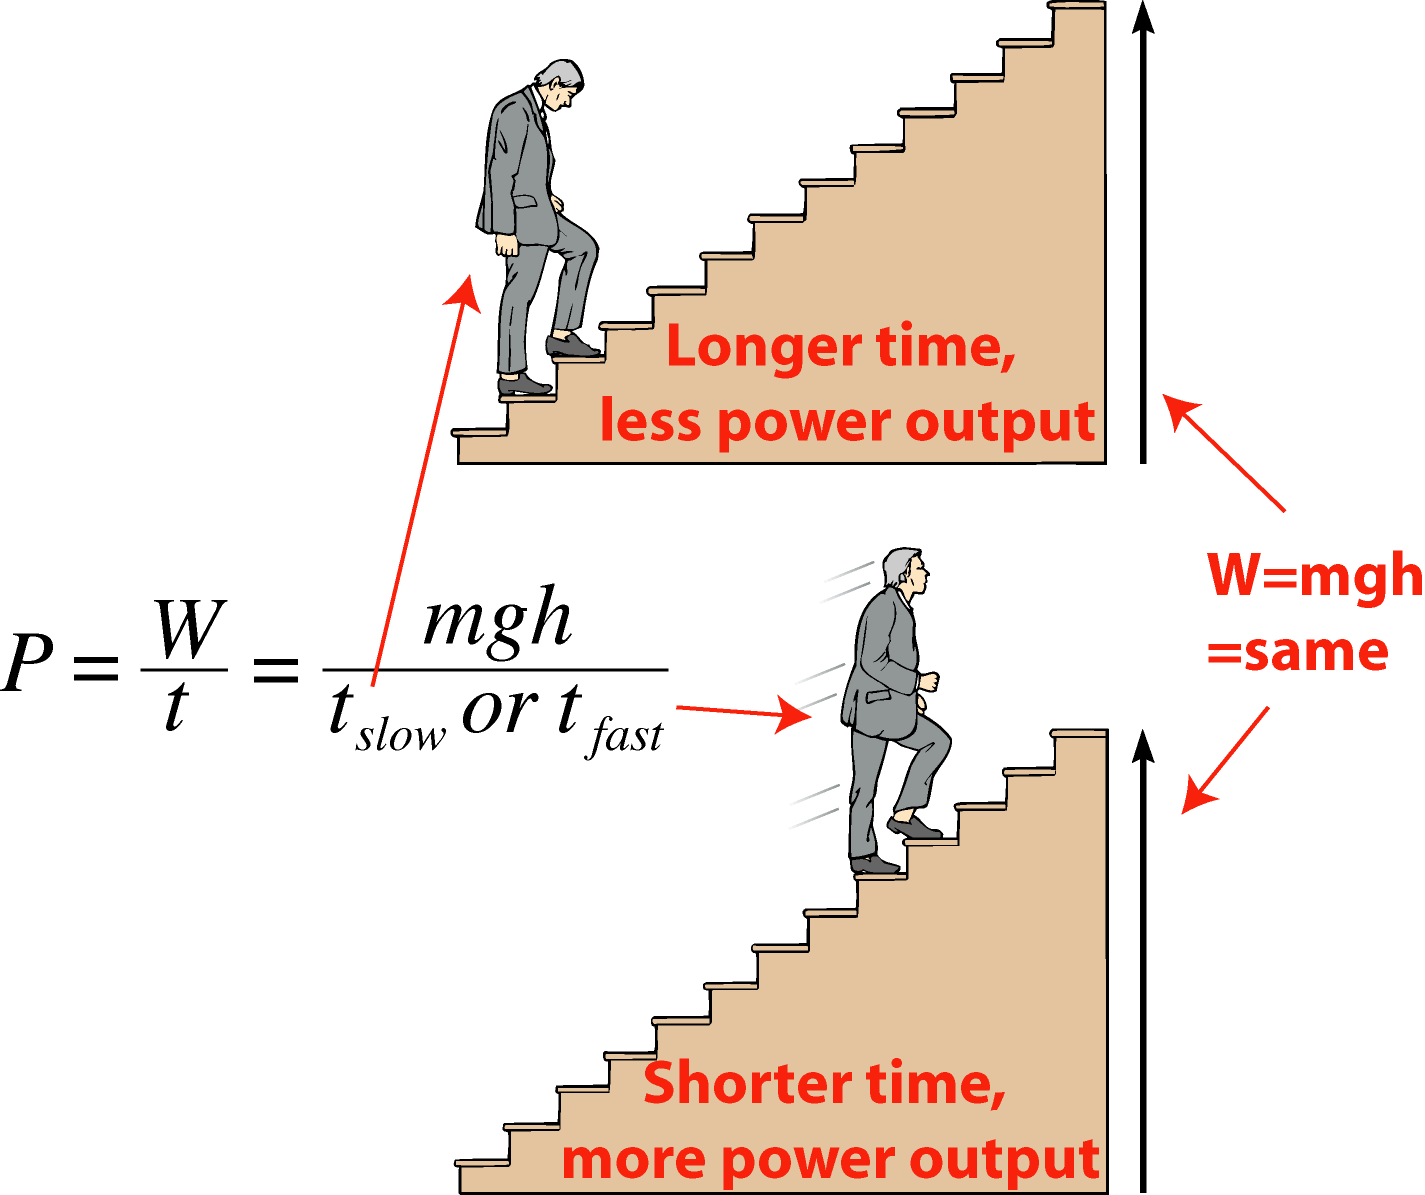 Longer time,
less power output
P = W/t = mgh/t_slow or t_fast
W=mgh
=same
Shorter time,
more power output